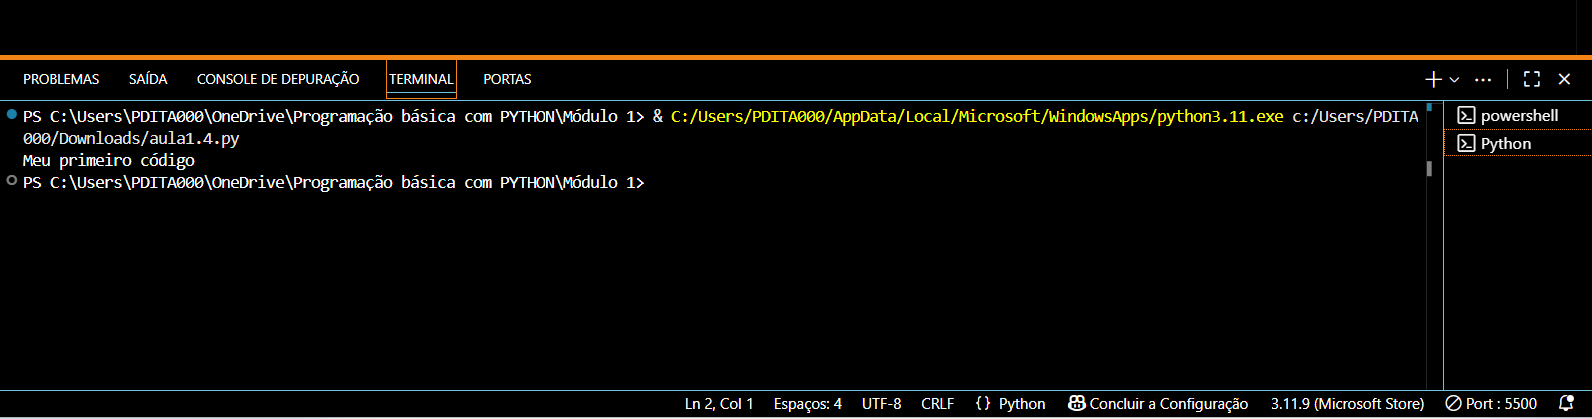 PROBLEMAS SAÍDA CONSOLE DE DEPURAÇÃO TERMINAL PORTAS
PS C:\Users\PDITA000\OneDrive\Programação básica com PYTHON\Módulo 1> & C:/Users/PDITA000/AppData/Local/Microsoft/WindowsApps/python3.11.exe c:/Users/PDITA
000/Downloads/aula1.4.py
Meu primeiro código
PS C:\Users\PDITA000\OneDrive\Programação básica com PYTHON\Módulo 1>
powershell
Python
Ln 2, Col 1 Espaços: 4 UTF-8 CRLF {} Python Concluir a Configuração 3.11.9 (Microsoft Store) Port : 5500